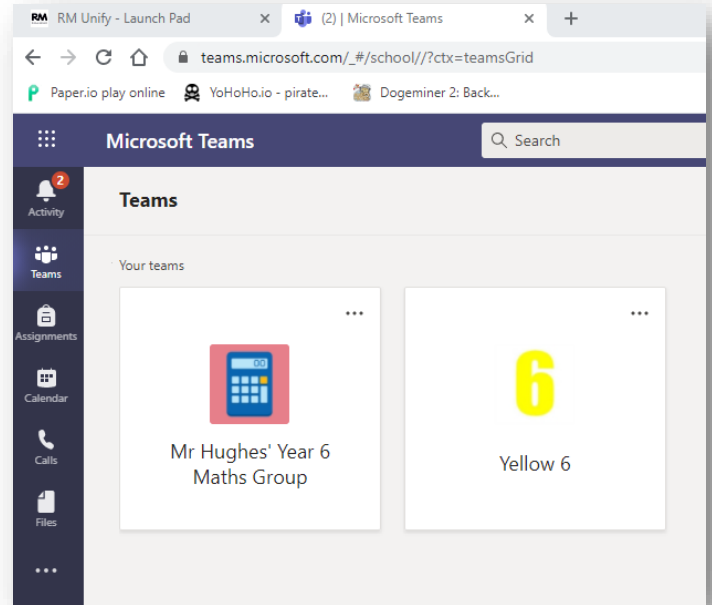 RM RM Unify - Launch Pad (2) | Microsoft Teams
teams.microsoft.com/_#/school//?ctx=teamsGrid
Paper.io play online YoHoHo.io - pirate... Dogeminer 2: Back...
Microsoft Teams Search
2
Activity
Teams
Teams
Assignments
Calendar
Calls
Files
Your teams
...
Mr Hughes' Year 6
Maths Group
...
6
Yellow 6
...